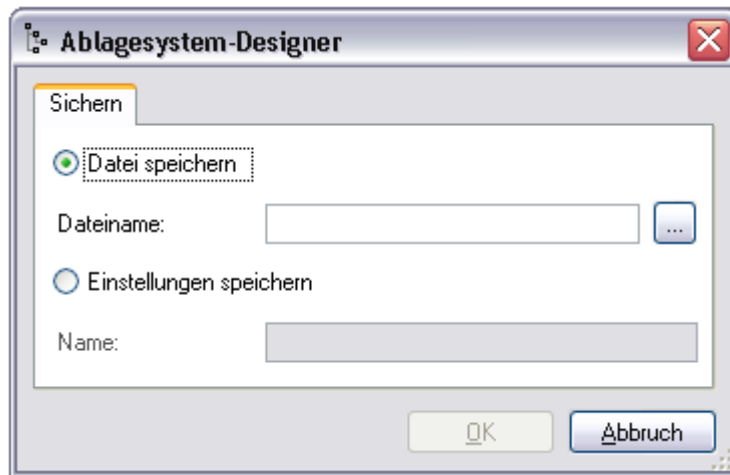 Ablagesystem-Designer
Sichern
Datei speichern
Dateiname:
...
Einstellungen speichern
Name:
OK
Abbruch